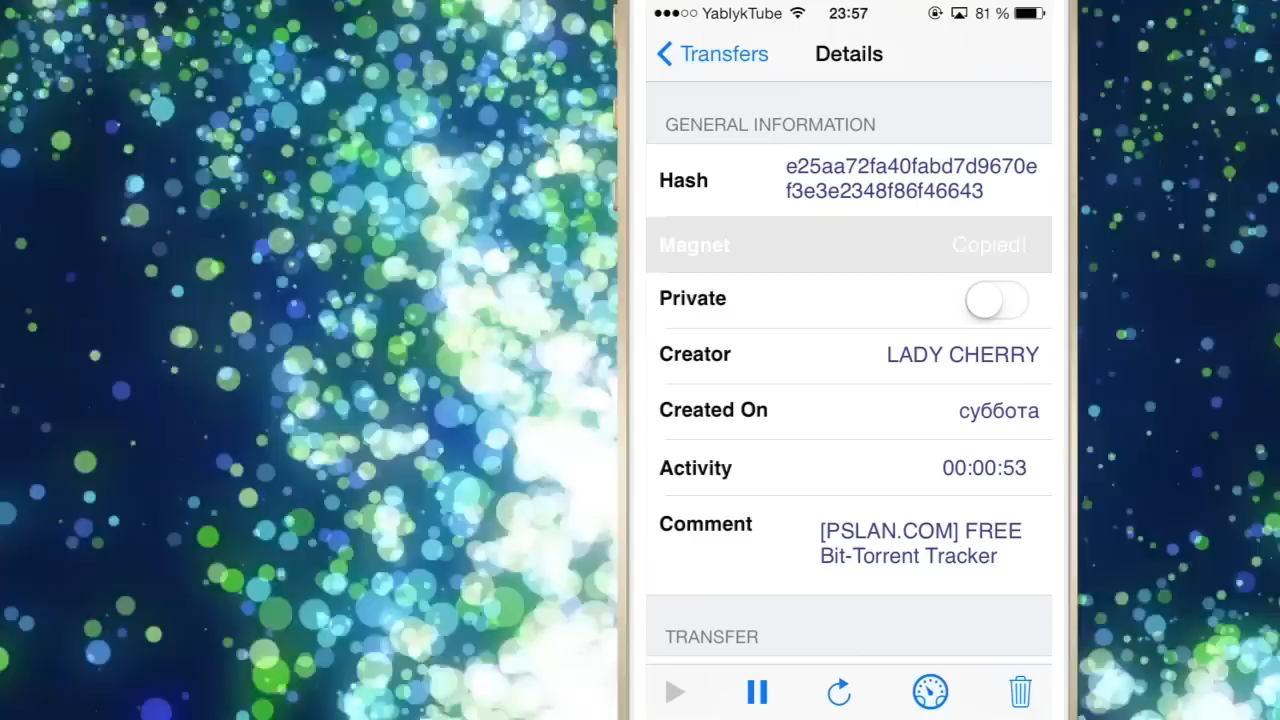 YablykTube 23:57 81 %
Transfers Details
GENERAL INFORMATION
Hash e25aa72fa40fabd7d9670e
f3e3e2348f86f46643
Magnet Copied!
Private
Creator LADY CHERRY
Created On суббота
Activity 00:00:53
Comment [PSLAN.COM] FREE
Bit-Torrent Tracker
TRANSFER